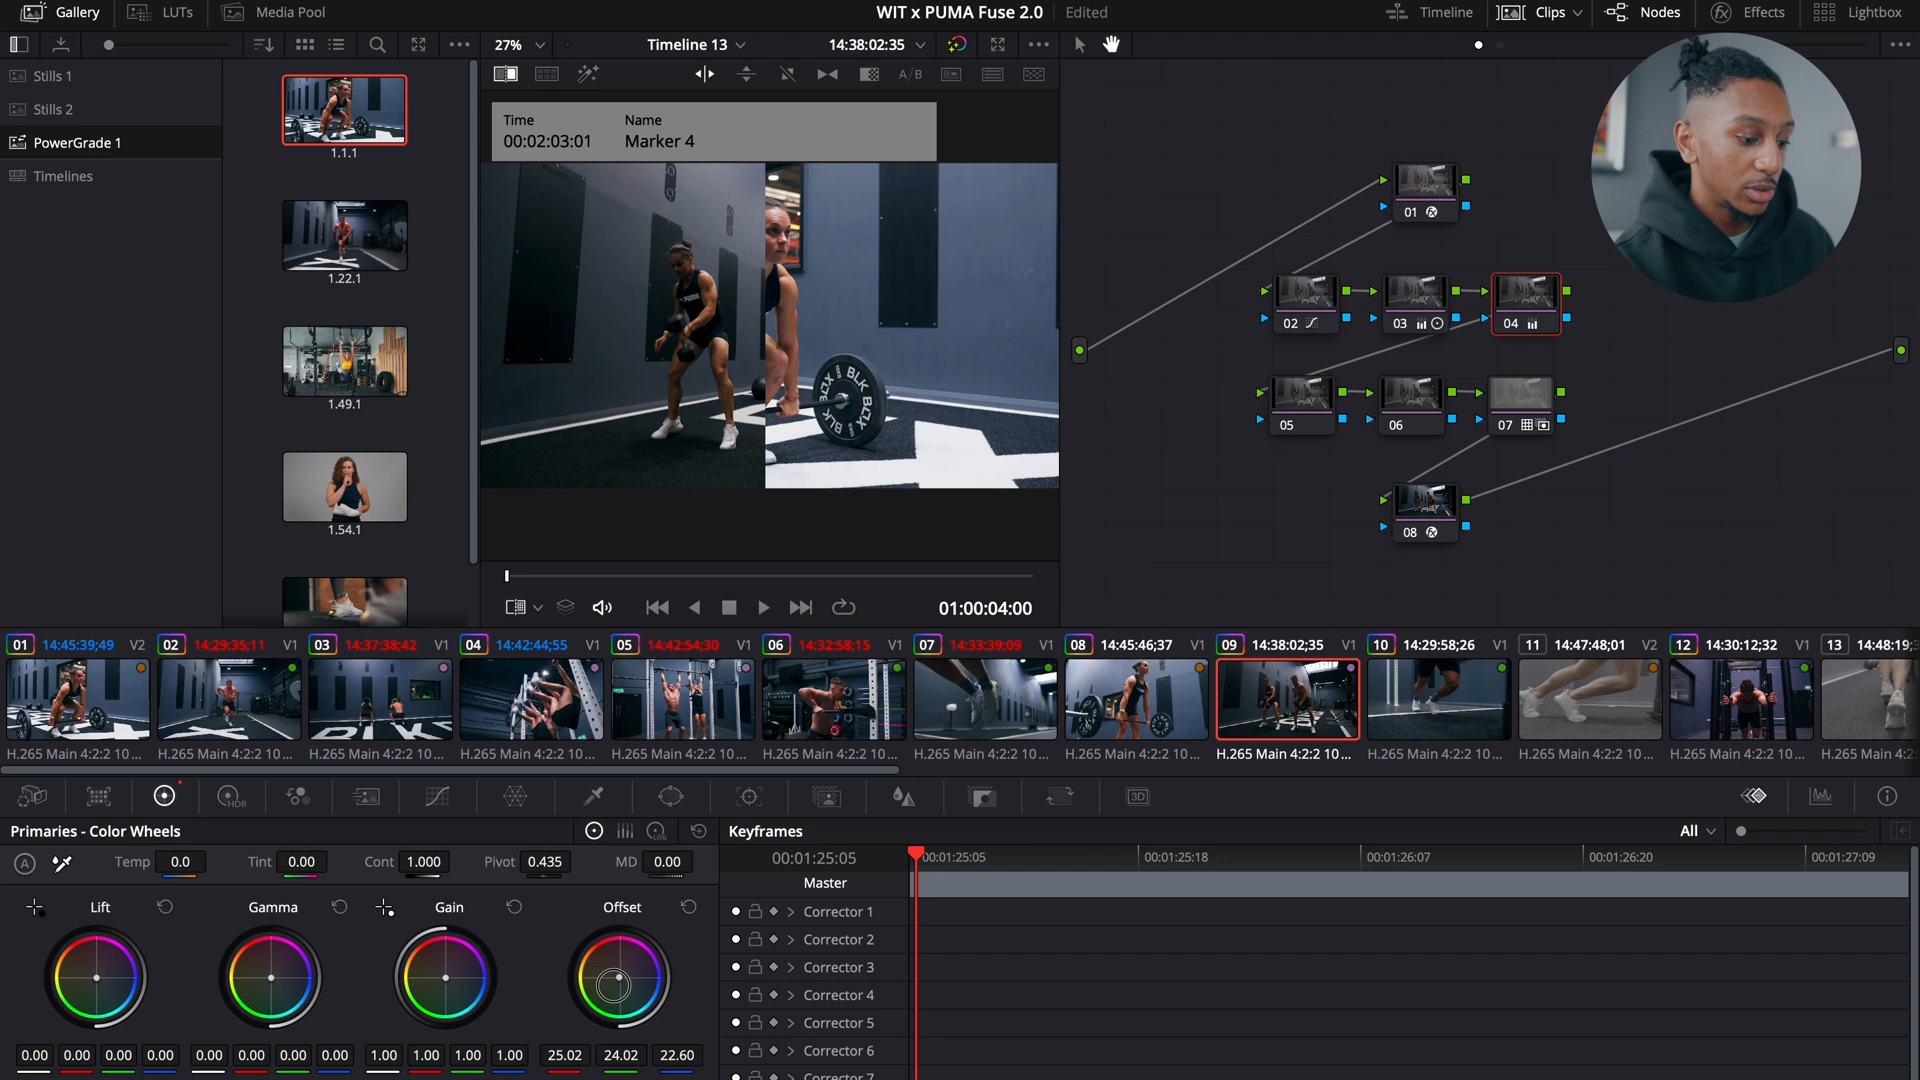 Gallery LUTs Media Pool WIT x PUMA Fuse 2.0 Edited Timeline Clips Nodes Effects Lightbox
27% Timeline 13 14:38:02:35
Stills 1
Stills 2
PowerGrade 1
Timelines
1.1.1
1.22.1
1.49.1
1.54.1
A/B
Time Name
00:02:03:01 Marker 4
PUMA
BLK BOX BLK BOX
01
02 03 04
05 06 07
08
01:00:04:00
01 14:45:39;49 V2 02 14:29:35;11 V1 03 14:37:38;42 V1 04 14:42:44;55 V1 05 14:42:54;30 V1 06 14:32:58;15 V1 07 14:33:39;09 V1 08 14:45:46;37 V1 09 14:38:02;35 V1 10 14:29:58;26 V1 11 14:47:48;01 V2 12 14:30:12;32 V1 13 14:48:19;
H.265 Main 4:2:2 10... H.265 Main 4:2:2 10... H.265 Main 4:2:2 10... H.265 Main 4:2:2 10... H.265 Main 4:2:2 10... H.265 Main 4:2:2 10... H.265 Main 4:2:2 10... H.265 Main 4:2:2 10... H.265 Main 4:2:2 10... H.265 Main 4:2:2 10... H.265 Main 4:2:2 10... H.265 Main 4:2:2 10... H.265 Main 4:2:
HDR 3D
Primaries - Color Wheels LOG Keyframes All
A Temp 0.0 Tint 0.00 Cont 1.000 Pivot 0.435 MD 0.00
00:01:25:05 00:01:25:05 00:01:25:18 00:01:26:07 00:01:26:20 00:01:27:09
Master
Lift Gamma Gain Offset
Corrector 1
Corrector 2
Corrector 3
Corrector 4
Corrector 5
Corrector 6
Corrector 7
0.00 0.00 0.00 0.00 0.00 0.00 0.00 0.00 1.00 1.00 1.00 1.00 25.02 24.02 22.60